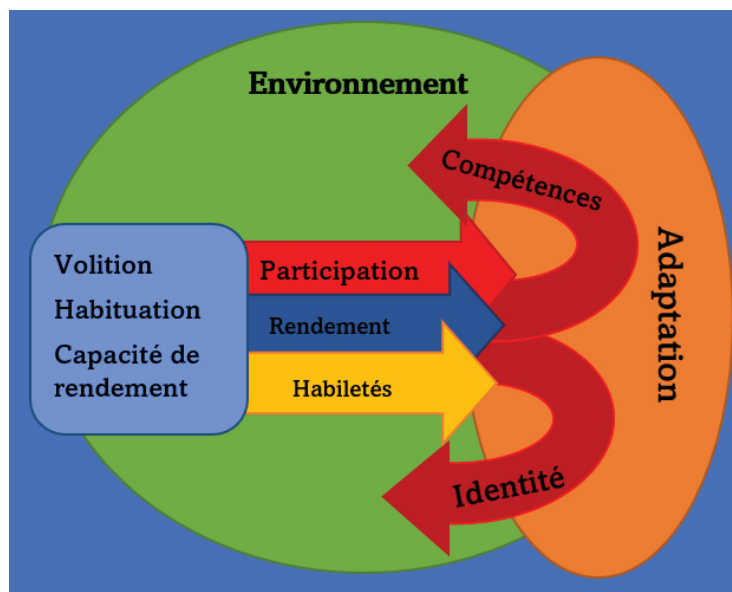 Environnement
Compétences
Adaptation
Volition
Habituation
Capacité de
rendement
Participation
Rendement
Habiletés
Identité